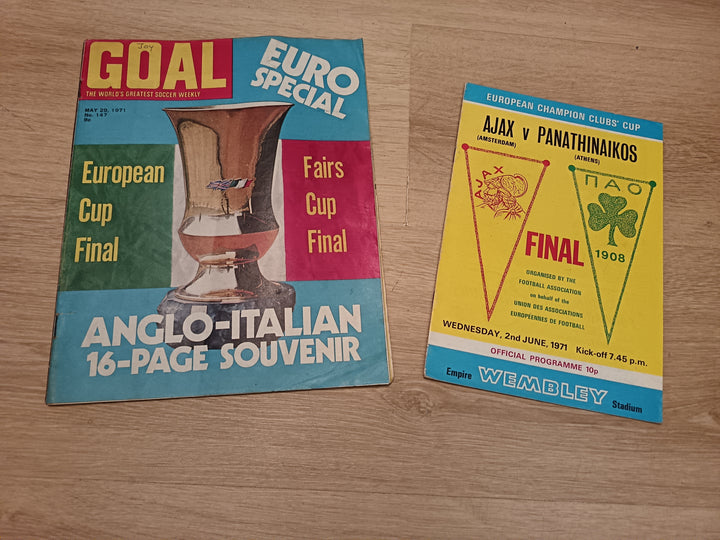 Joy
GOAL
THE WORLD'S GREATEST SOCCER WEEKLY
EURO
SPECIAL
MAY 29, 1971
No. 147
9p
European
Cup
Final
Fairs
Cup
Final
ANGLO-ITALIAN
16-PAGE SOUVENIR
EUROPEAN CHAMPION CLUBS' CUP
AJAX v PANATHINAIKOS
(AMSTERDAM) (ATHENS)
AJAX
ΠΑΟ
1908
FINAL
ORGANISED BY THE
FOOTBALL ASSOCIATION
on behalf of the
UNION DES ASSOCIATIONS
EUROPÉENNES DE FOOTBALL
WEDNESDAY, 2nd JUNE, 1971 Kick-off 7.45 p.m.
OFFICIAL PROGRAMME 10p
Empire WEMBLEY Stadium